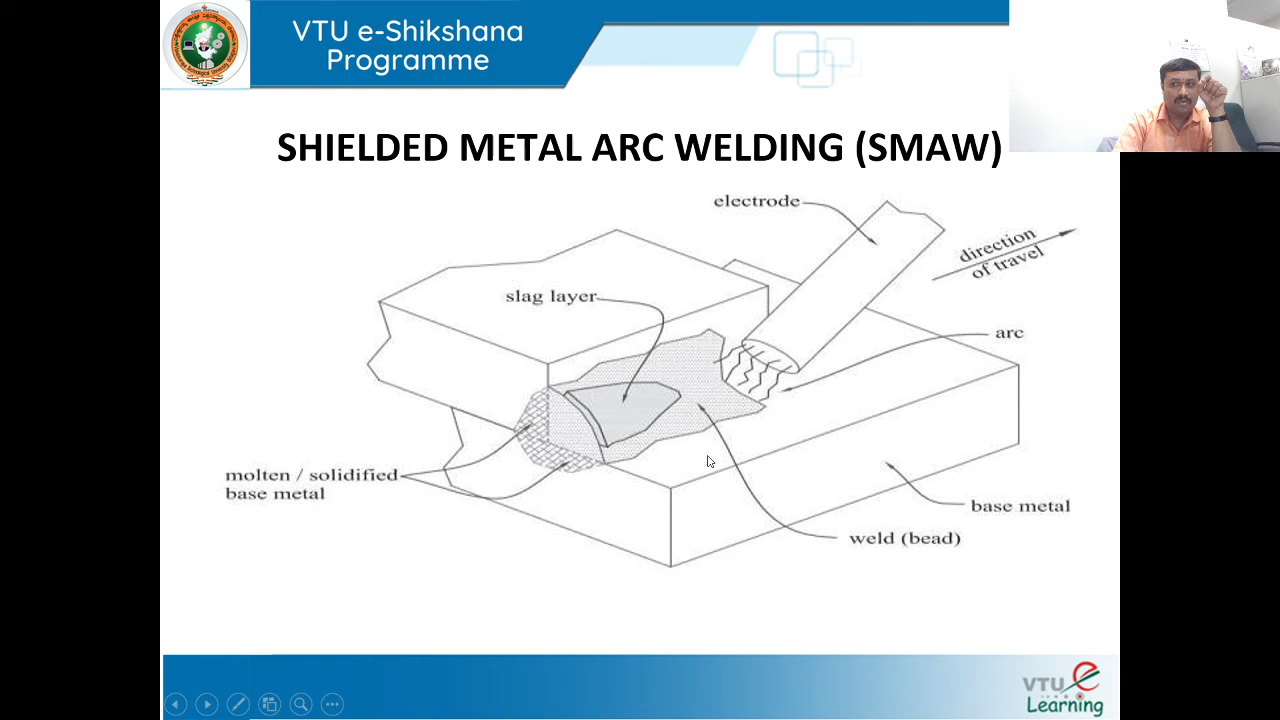 VTU e-Shikshana
Programme
SHIELDED METAL ARC WELDING (SMAW)
electrode
direction
of travel
slag layer
arc
molten / solidified
base metal
base metal
weld (bead)
VTU e
Learning